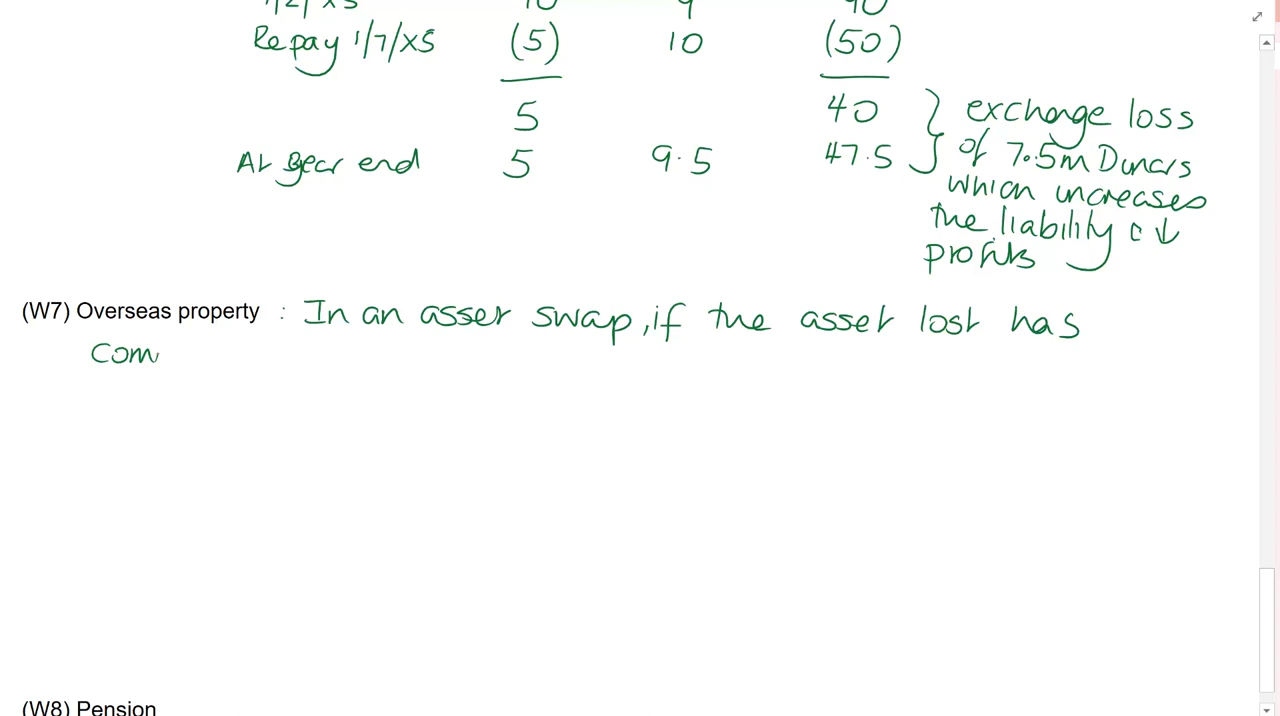 Repay 1/7/X5 (5) 10 (50)
5 40 } exchange loss
At year end 5 9.5 47.5 of 7.5m Dinars
which increases
the liability & ↓
profits
(W7) Overseas property : In an asset swap, if the asset lost has
com
(W8) Pension